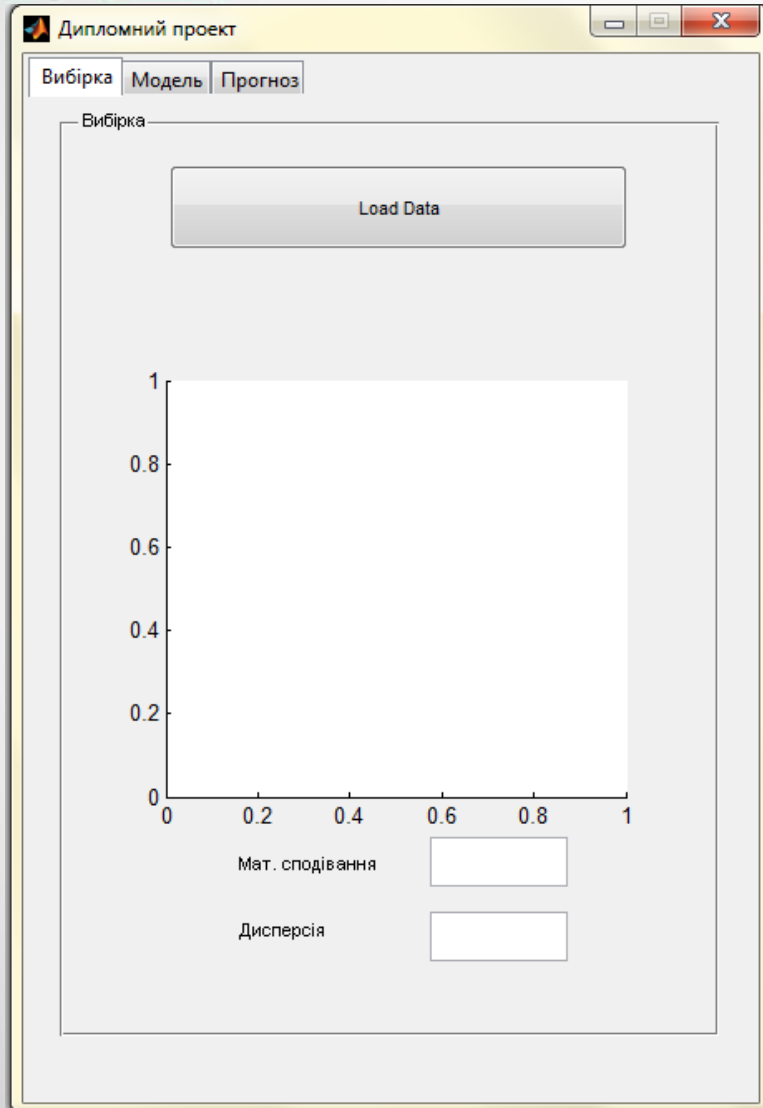 Дипломний проект
Вибірка Модель Прогноз
Вибірка
Load Data
1
0.8
0.6
0.4
0.2
0
0 0.2 0.4 0.6 0.8 1
Мат. сподівання
Дисперсія